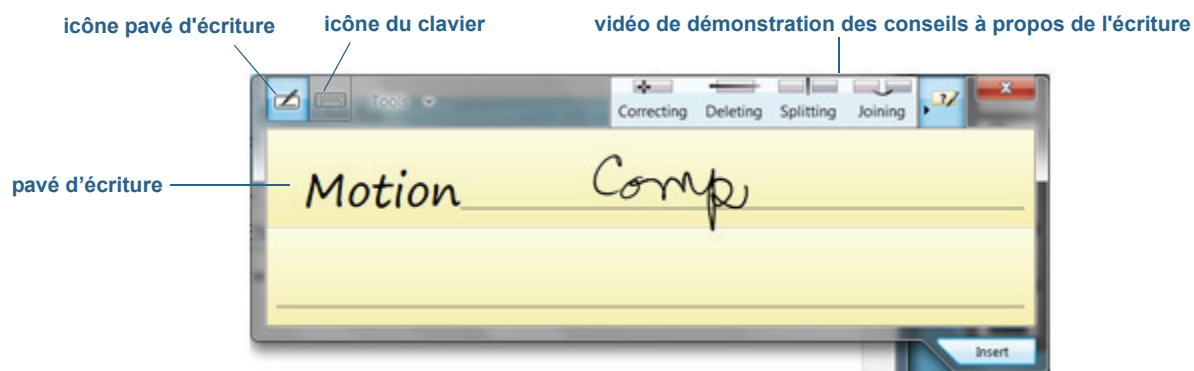 icône pavé d'écriture icône du clavier vidéo de démonstration des conseils à propos de l'écriture
Tools
Correcting Deleting Splitting Joining
pavé d’écriture Motion Comp
Insert